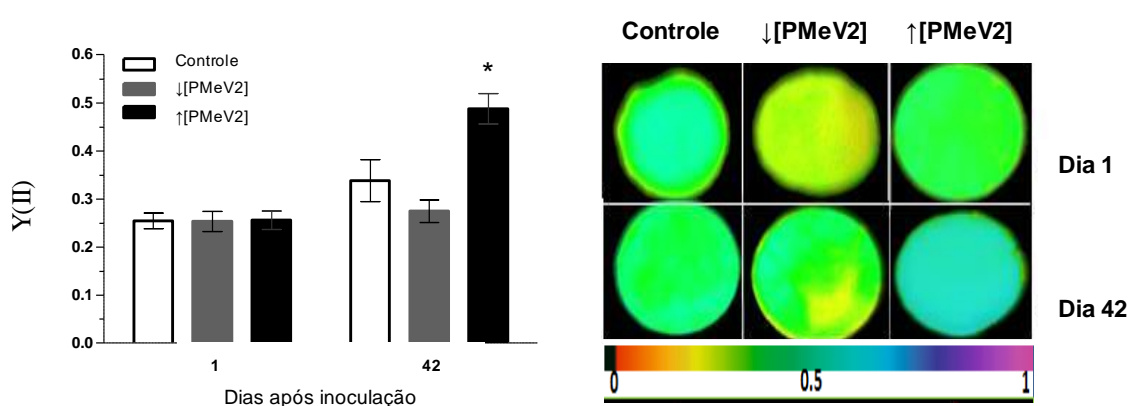 Controle
↓[PMeV2]
↑[PMeV2]
*
0.6
0.5
0.4
0.3
0.2
0.1
0.0
Y(II)
1 42
Dias após inoculação
Controle ↓[PMeV2] ↑[PMeV2]
Dia 1
Dia 42
0 0.5 1